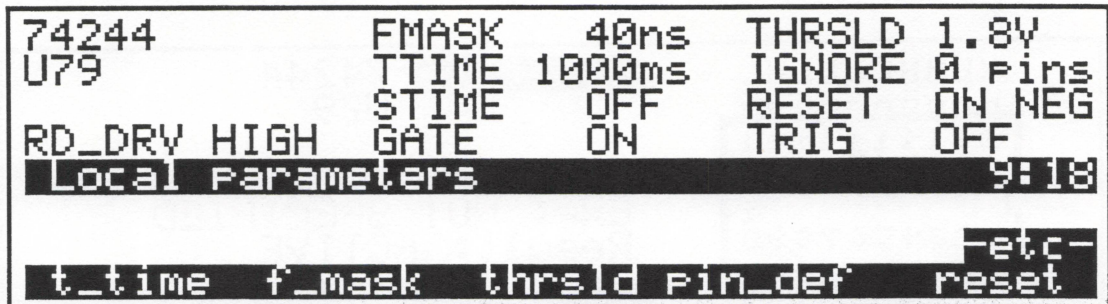 74244 FMASK 40ns THRSLD 1.8V
U79 TTIME 1000ms IGNORE 0 pins
STIME OFF RESET ON NEG
RD_DRV HIGH GATE ON TRIG OFF
Local parameters 9:18
-etc-
t_time f_mask thrsld pin_def reset